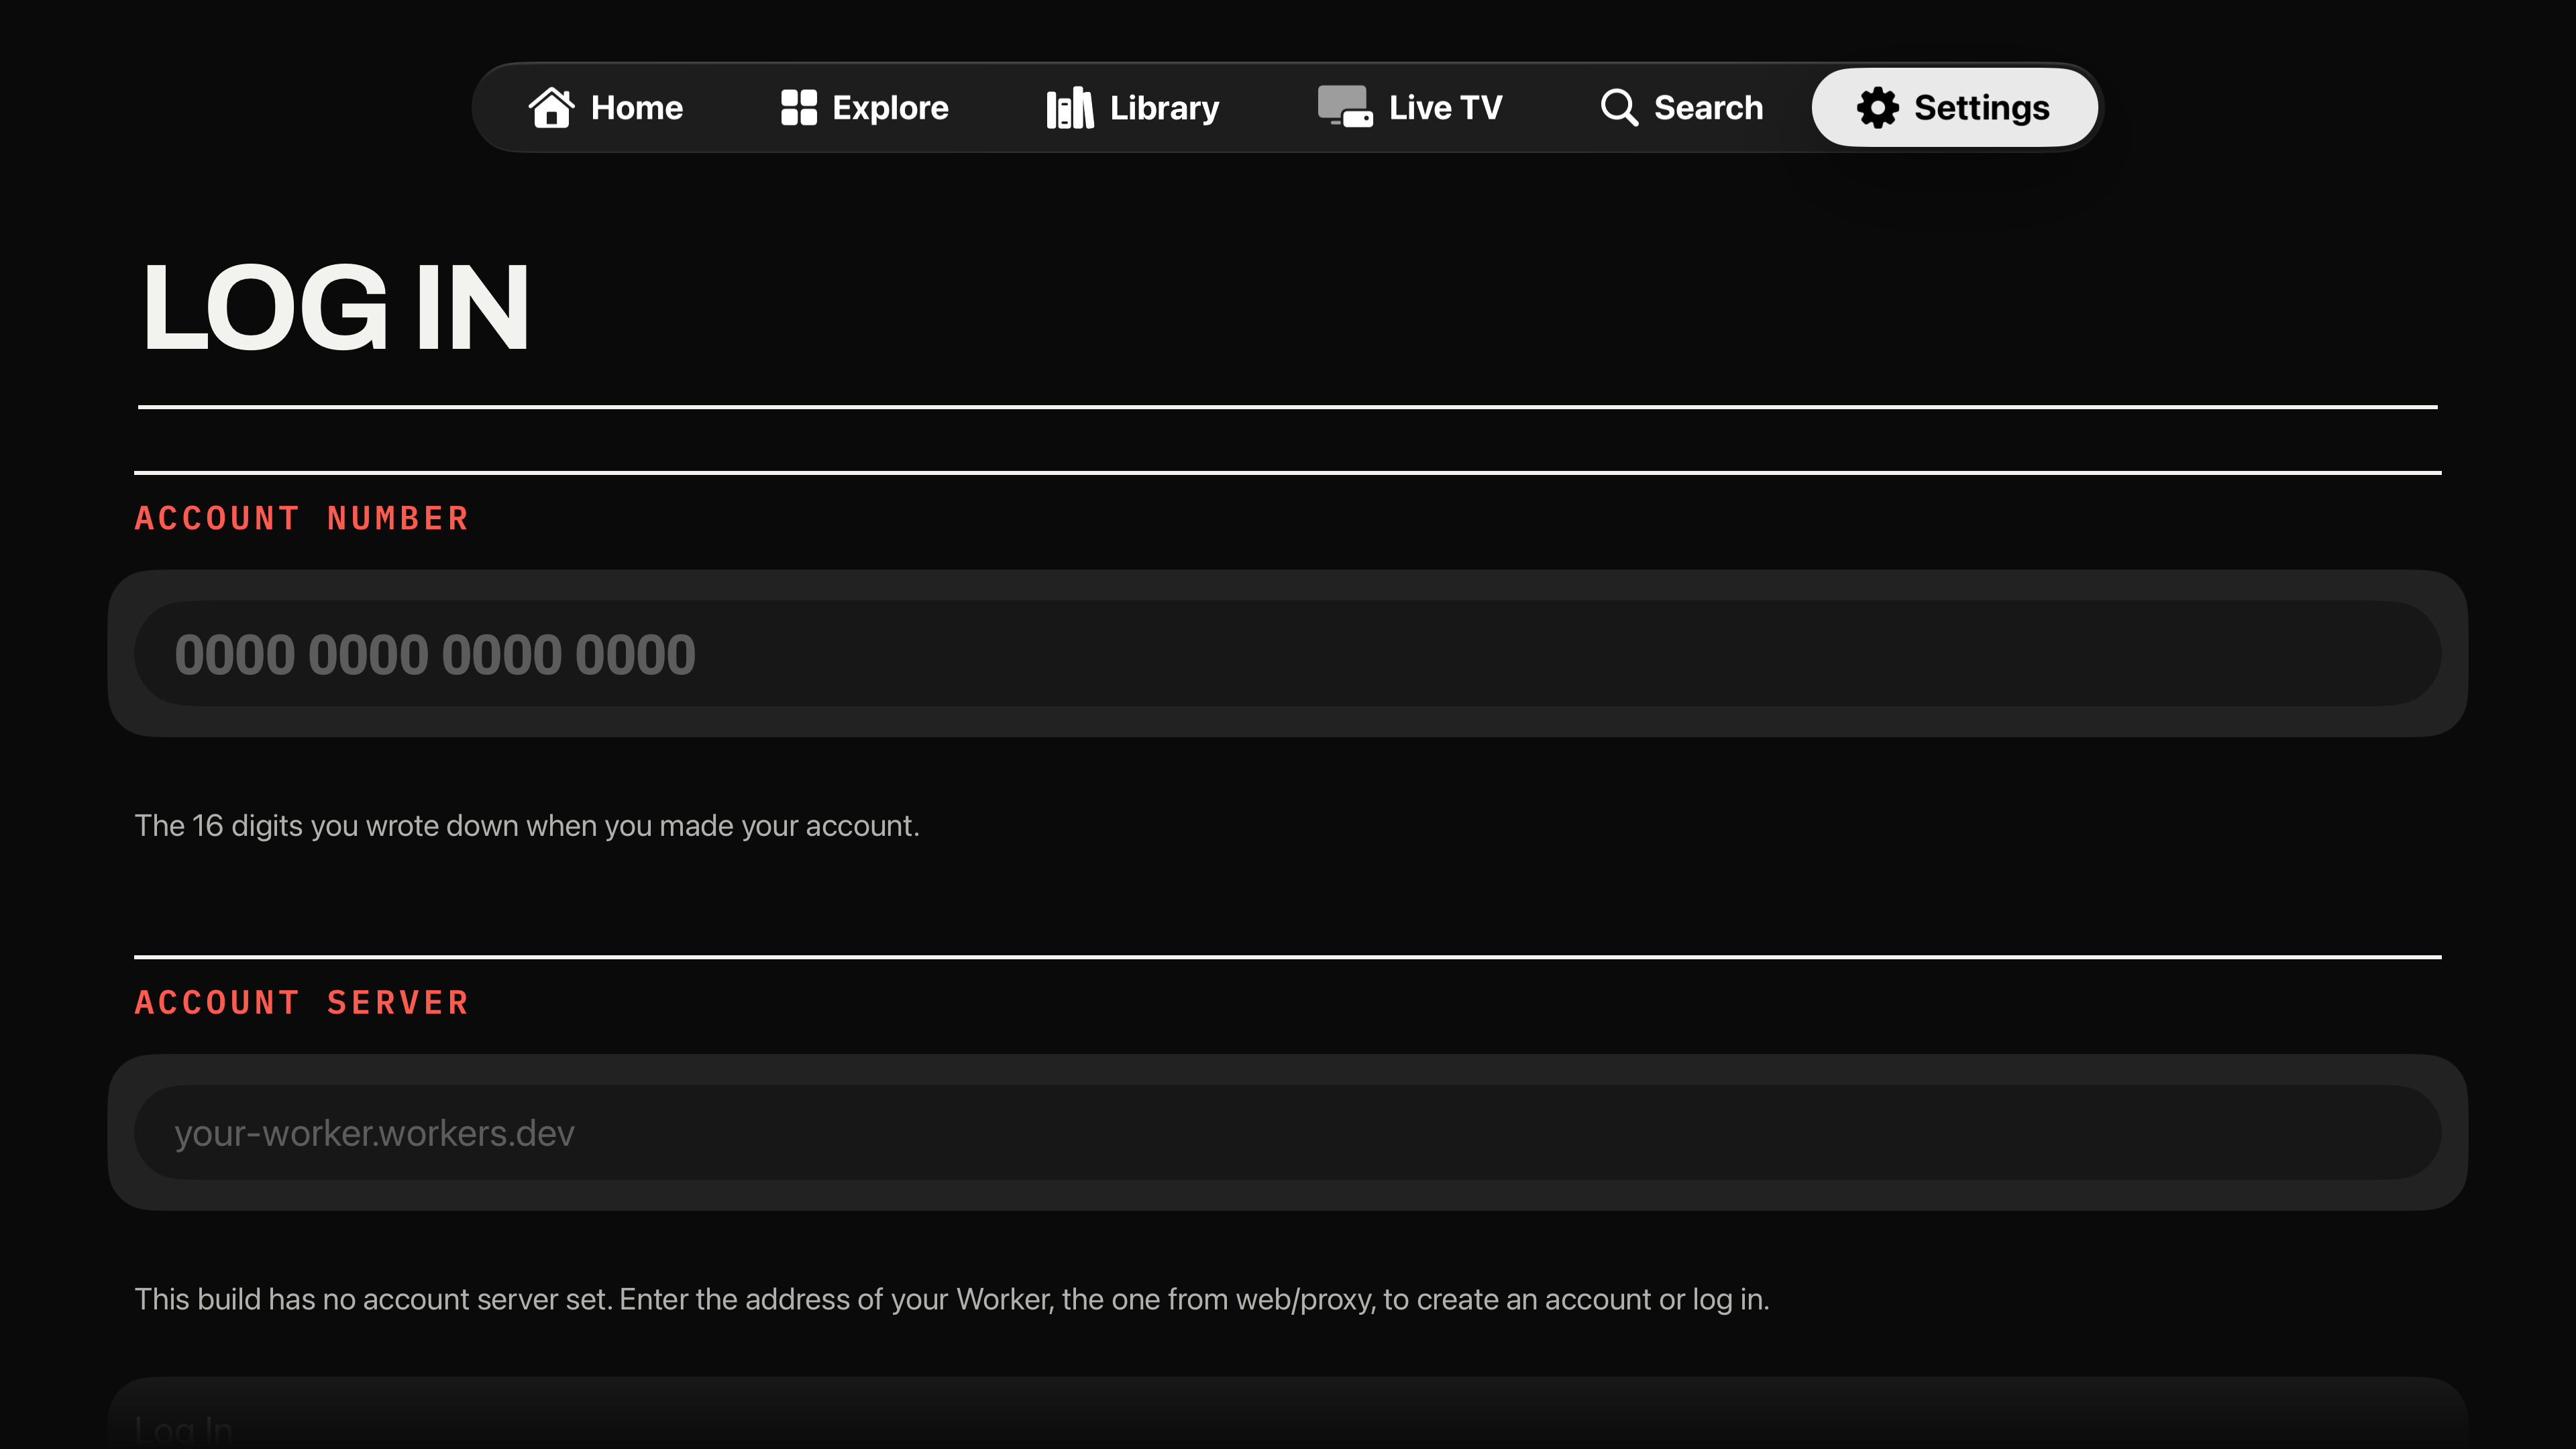 Home Explore Library Live TV Search Settings
LOG IN
ACCOUNT NUMBER
0000 0000 0000 0000
The 16 digits you wrote down when you made your account.
ACCOUNT SERVER
your-worker.workers.dev
This build has no account server set. Enter the address of your Worker, the one from web/proxy, to create an account or log in.
Log In